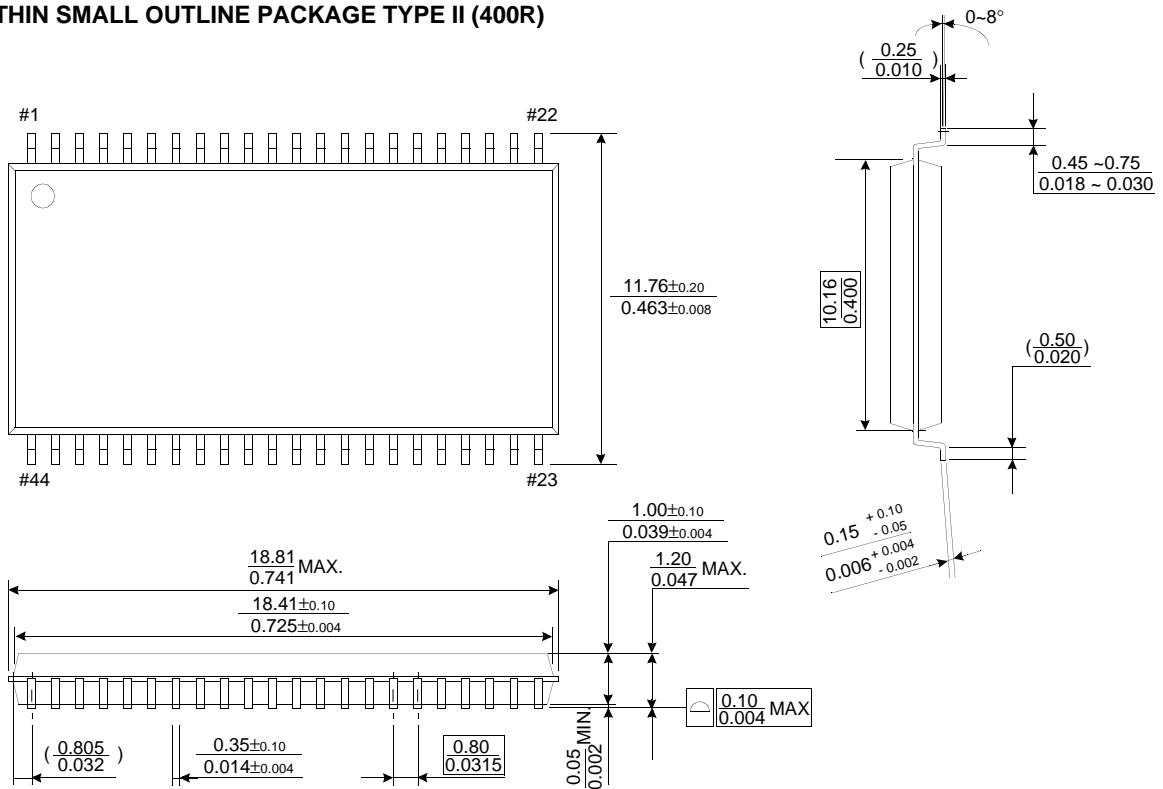 THIN SMALL OUTLINE PACKAGE TYPE II (400R)
0~8°
( 0.25 )
0.010
#1
#22
0.45 ~0.75
0.018 ~ 0.030
11.76±0.20
0.463±0.008
10.16
0.400
( 0.50 )
0.020
#44
#23
1.00±0.10
0.039±0.004
0.15 + 0.10
- 0.05
0.006 + 0.004
- 0.002
18.81 MAX.
0.741
1.20 MAX.
0.047
18.41±0.10
0.725±0.004
0.10 MAX
0.004
( 0.805 )
0.032
0.35±0.10
0.014±0.004
0.80
0.0315
0.05 MIN.
0.002